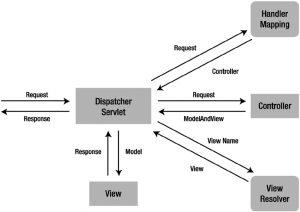 Handler
Mapping
Request
Controller
Request
Response
Dispatcher
Servlet
Request
ModelAndView
Controller
Response
Model
View Name
View
View
View
Resolver